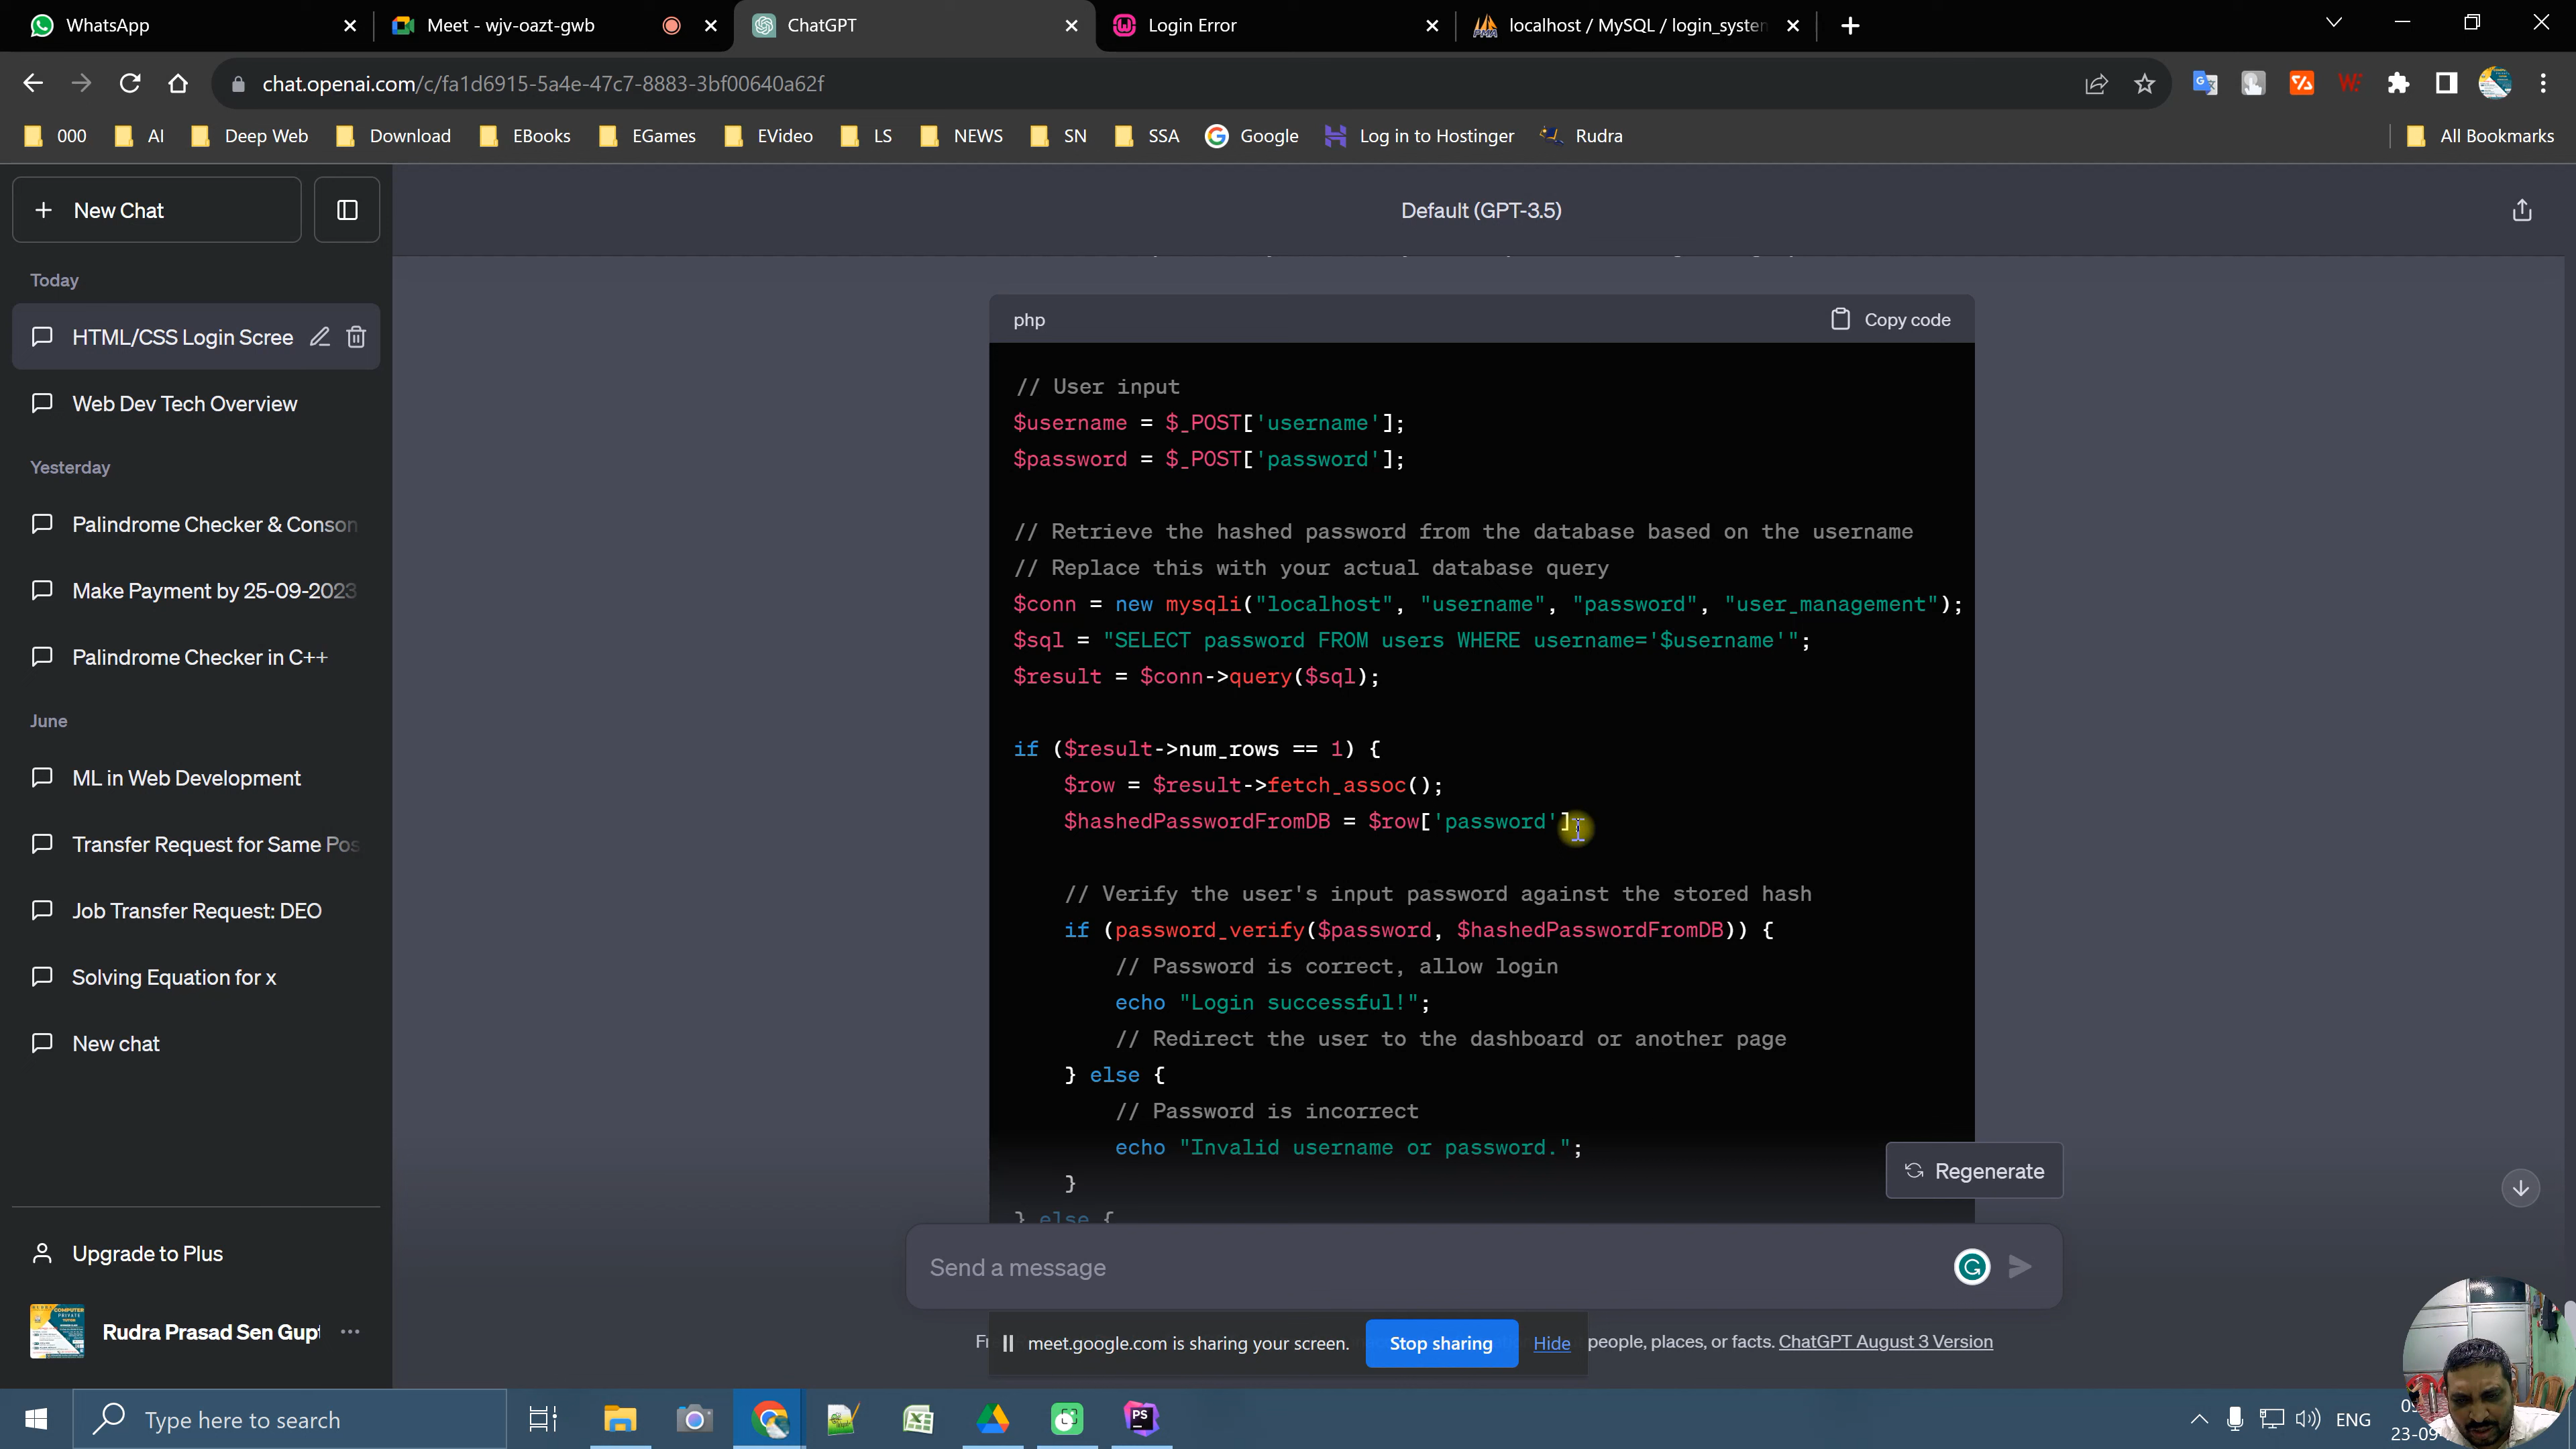 WhatsApp
Meet - wjv-oazt-gwb
ChatGPT
Login Error
localhost / MySQL / login_system
chat.openai.com/c/fa1d6915-5a4e-47c7-8883-3bf00640a62f
000
AI
Deep Web
Download
EBooks
EGames
EVideo
LS
NEWS
SN
SSA
Google
Log in to Hostinger
Rudra
All Bookmarks
New Chat
Default (GPT-3.5)
Today
HTML/CSS Login Scree
Web Dev Tech Overview
Yesterday
Palindrome Checker & Conson
Make Payment by 25-09-2023
Palindrome Checker in C++
June
ML in Web Development
Transfer Request for Same Pos
Job Transfer Request: DEO
Solving Equation for x
New chat
Upgrade to Plus
Rudra Prasad Sen Gupt
php
Copy code
// User input
$username = $_POST['username'];
$password = $_POST['password'];
// Retrieve the hashed password from the database based on the username
// Replace this with your actual database query
$conn = new mysqli("localhost", "username", "password", "user_management");
$sql = "SELECT password FROM users WHERE username='$username'";
$result = $conn->query($sql);
if ($result->num_rows == 1) {
$row = $result->fetch_assoc();
$hashedPasswordFromDB = $row['password']
// Verify the user's input password against the stored hash
if (password_verify($password, $hashedPasswordFromDB)) {
// Password is correct, allow login
echo "Login successful!";
// Redirect the user to the dashboard or another page
} else {
// Password is incorrect
echo "Invalid username or password.";
}
} else {
Regenerate
Send a message
meet.google.com is sharing your screen.
Stop sharing
Hide
people, places, or facts. ChatGPT August 3 Version
Type here to search
PS
ENG
23-09-